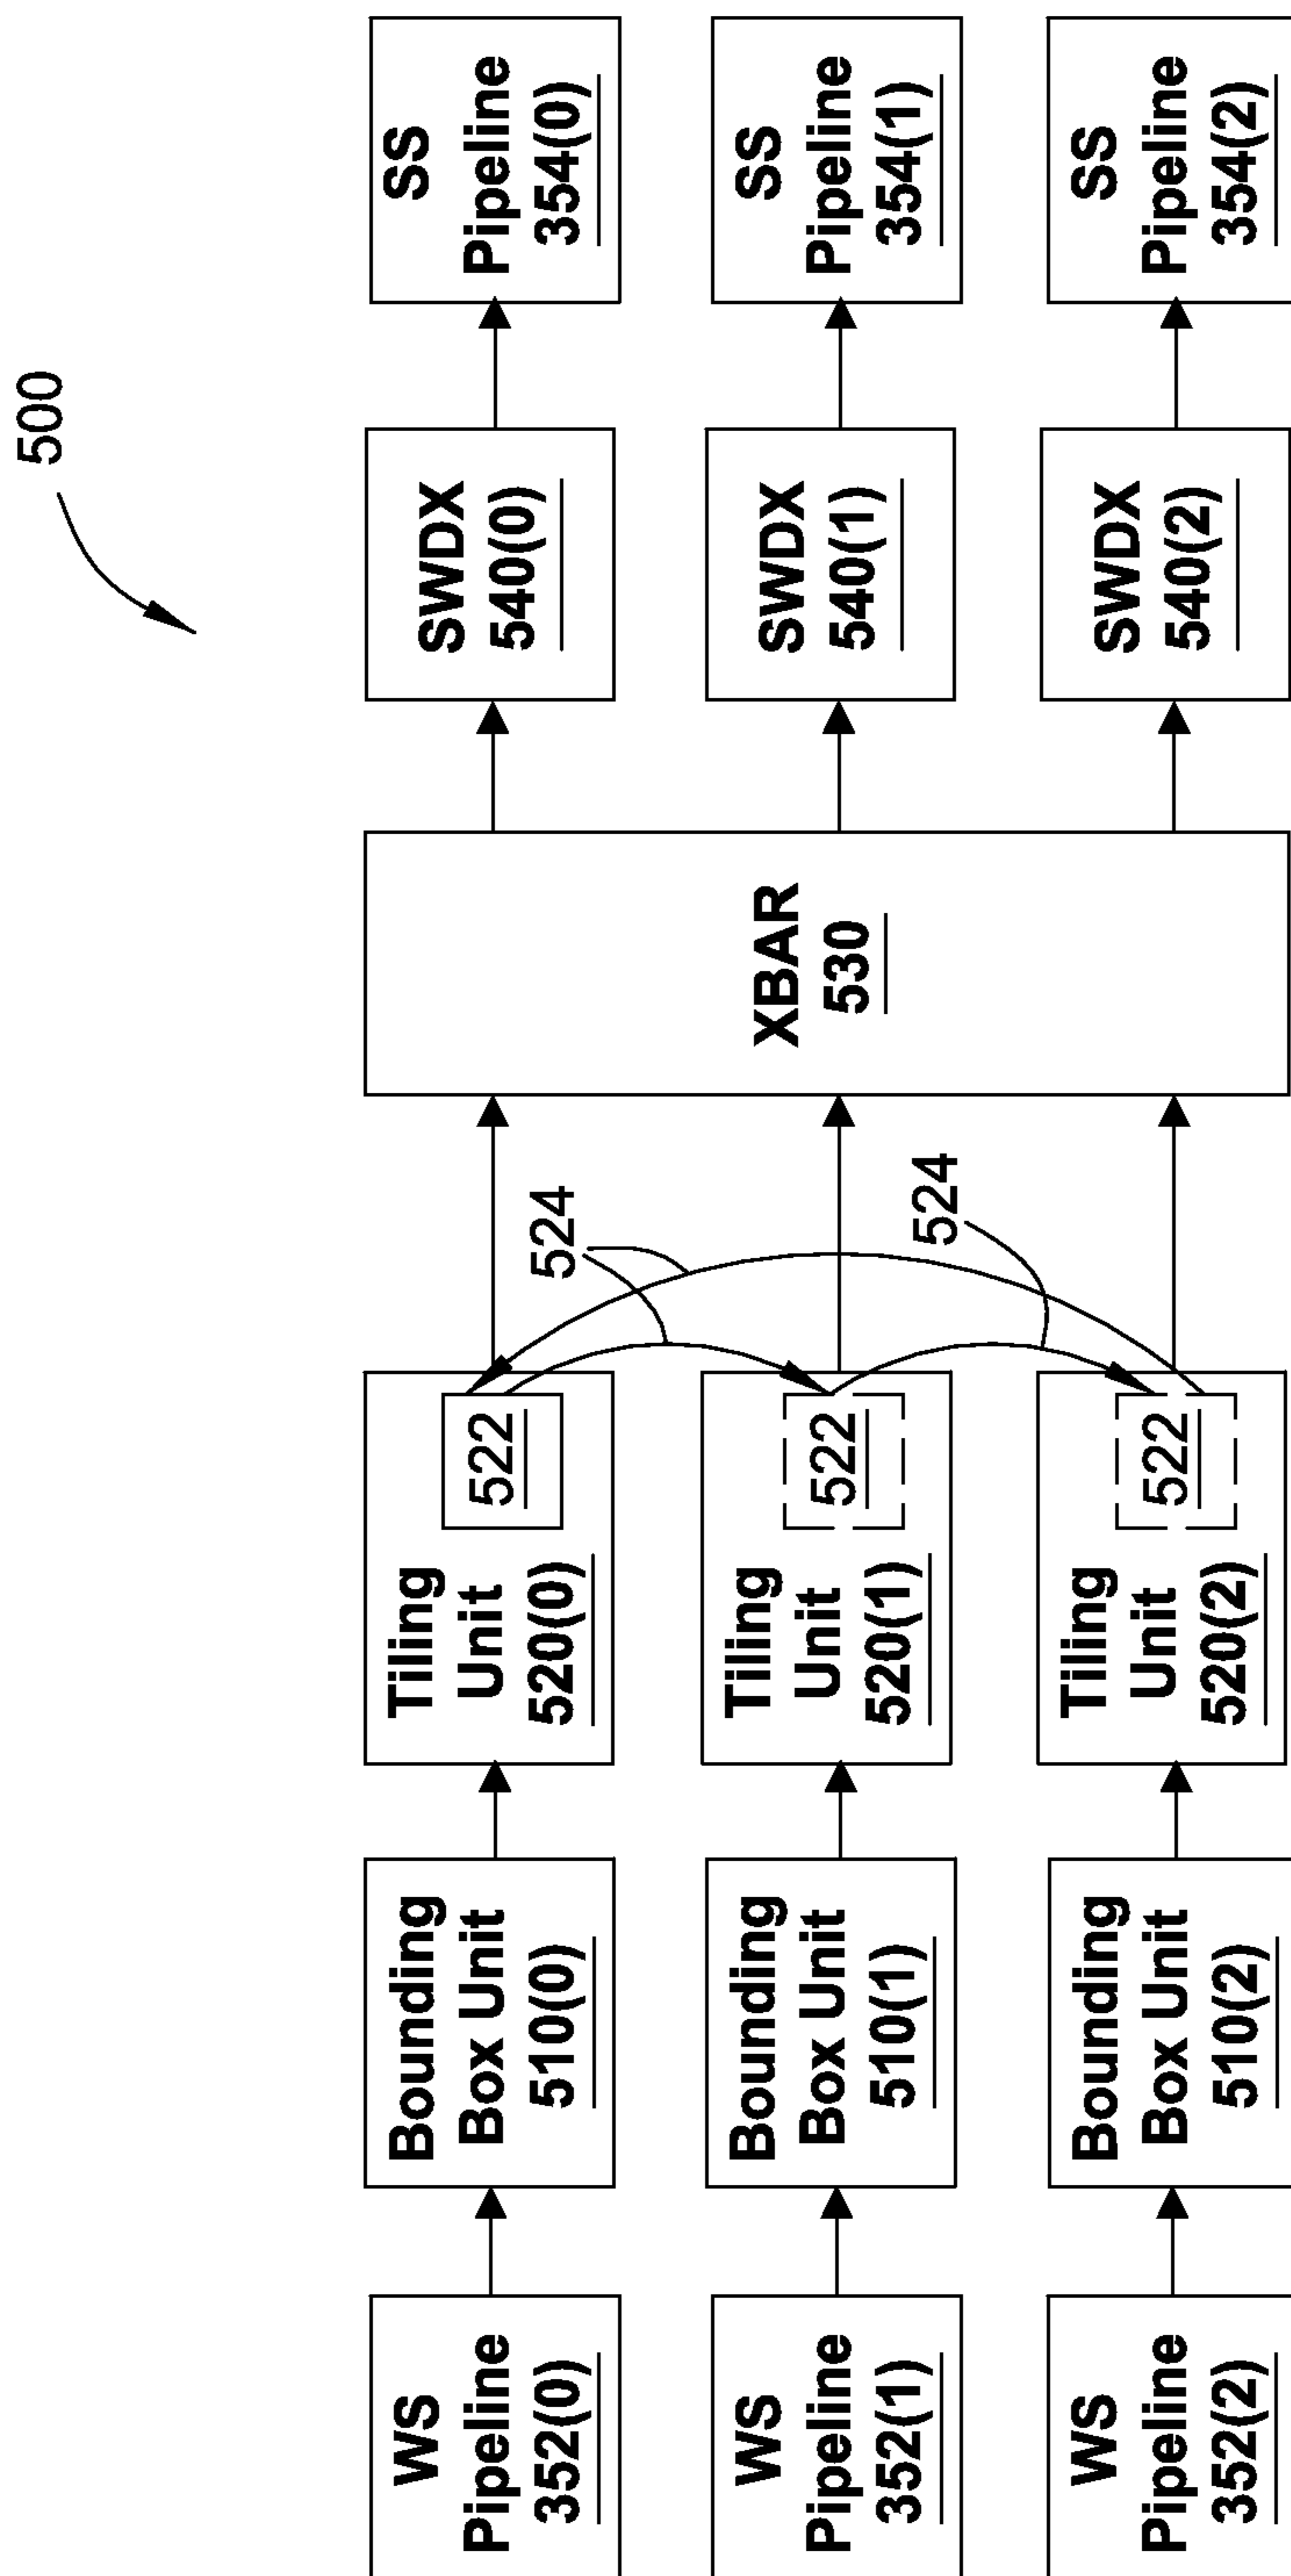 500
WS
Pipeline
352(0)
Bounding
Box Unit
510(0)
Tiling
Unit
520(0)
522
524
SWDX
540(0)
SS
Pipeline
354(0)
WS
Pipeline
352(1)
Bounding
Box Unit
510(1)
Tiling
Unit
520(1)
522
XBAR
530
SWDX
540(1)
SS
Pipeline
354(1)
524
WS
Pipeline
352(2)
Bounding
Box Unit
510(2)
Tiling
Unit
520(2)
522
SWDX
540(2)
SS
Pipeline
354(2)